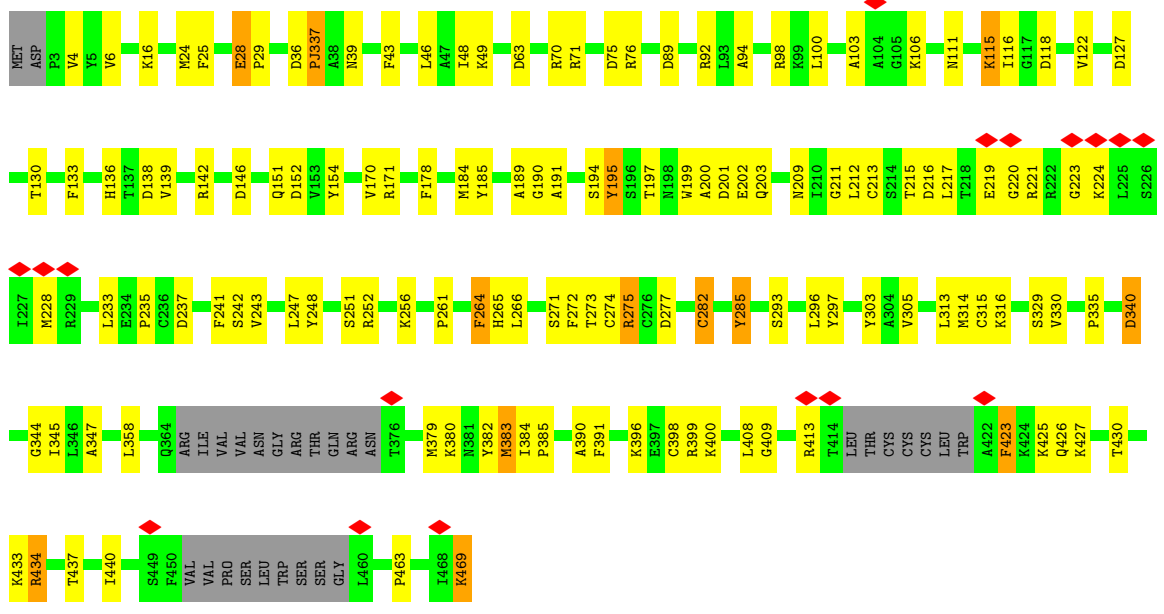 MET ASP P3 V4 Y5 V6 K16 M24 F25 E28 P29 D36 PJ337 A38 N39 F43 L46 A47 I48 K49 D63 R70 R71 D75 R76 D89 R92 L93 A94 R98 K99 L100 A103 A104 G105 K106 N111 K115 I116 G117 D118 V122 D127
T130 F133 H136 T137 D138 V139 R142 D146 Q151 D152 V153 Y154 V170 R171 F178 M184 Y185 A189 G190 A191 S194 Y195 S196 T197 N198 W199 A200 D201 E202 Q203 N209 I210 G211 L212 C213 S214 T215 D216 L217 T218 E219 G220 R221 R222 G223 K224 L225 S226
I227 M228 R229 L233 E234 P235 C236 D237 F241 S242 V243 L247 Y248 S251 R252 K256 P261 F264 H265 L266 S271 F272 T273 C274 R275 C276 D277 C282 Y285 S293 L296 Y297 Y303 A304 V305 L313 M314 C315 K316 S329 V330 P335 D340
G344 I345 L346 A347 L358 Q364 ARG ILE VAL VAL ASN GLY ARG THR GLN ARG ASN T376 M379 K380 N381 Y382 M383 I384 P385 A390 F391 K396 E397 C398 R399 K400 L408 G409 R413 T414 LEU THR CYS CYS CYS LEU TRP A422 F423 K424 K425 Q426 K427 T430
K433 R434 T437 I440 S449 F450 VAL VAL PRO SER LEU TRP SER SER GLY L460 P463 I468 K469